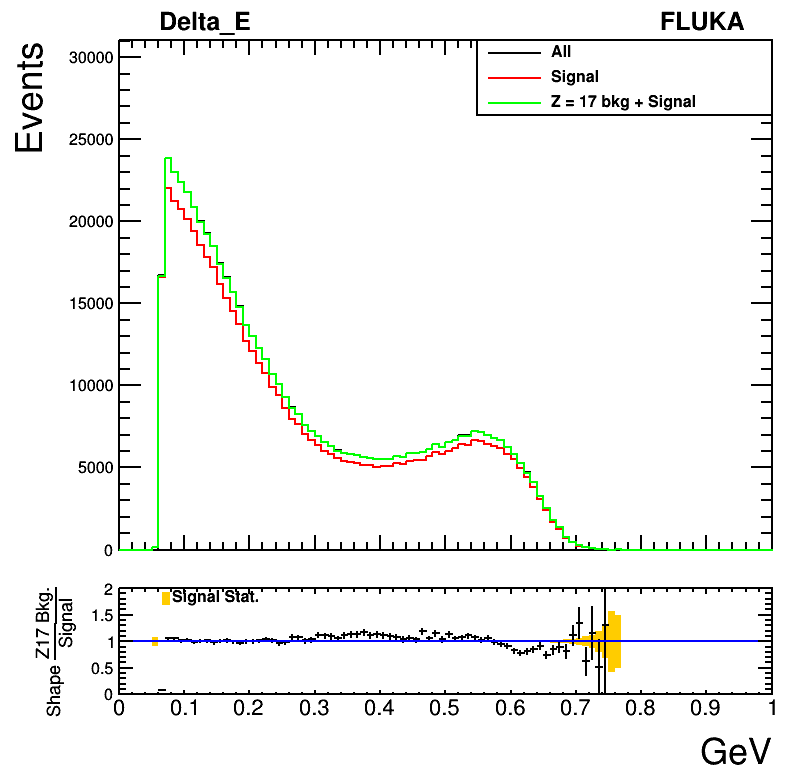 Delta_E FLUKA
Events
30000
25000
20000
15000
10000
5000
0
All
Signal
Z = 17 bkg + Signal
Shape Z17 Bkg. Signal
2
1.5
1
0.5
0
Signal Stat.
0 0.1 0.2 0.3 0.4 0.5 0.6 0.7 0.8 0.9 1
GeV